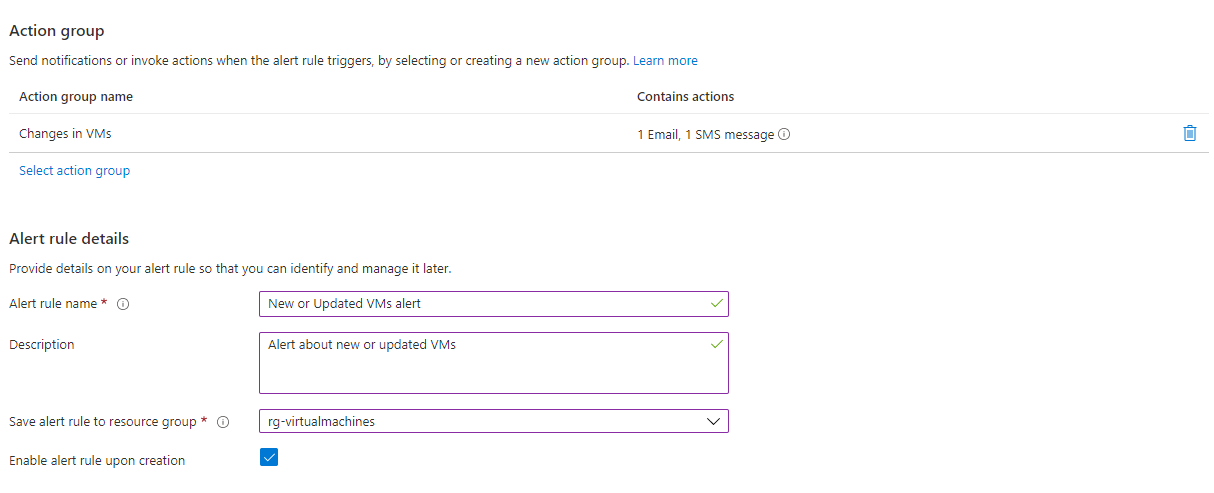 Action group
Send notifications or invoke actions when the alert rule triggers, by selecting or creating a new action group. Learn more
Action group name Contains actions
Changes in VMs 1 Email, 1 SMS message
Select action group
Alert rule details
Provide details on your alert rule so that you can identify and manage it later.
Alert rule name * New or Updated VMs alert
Description Alert about new or updated VMs
Save alert rule to resource group * rg-virtualmachines
Enable alert rule upon creation